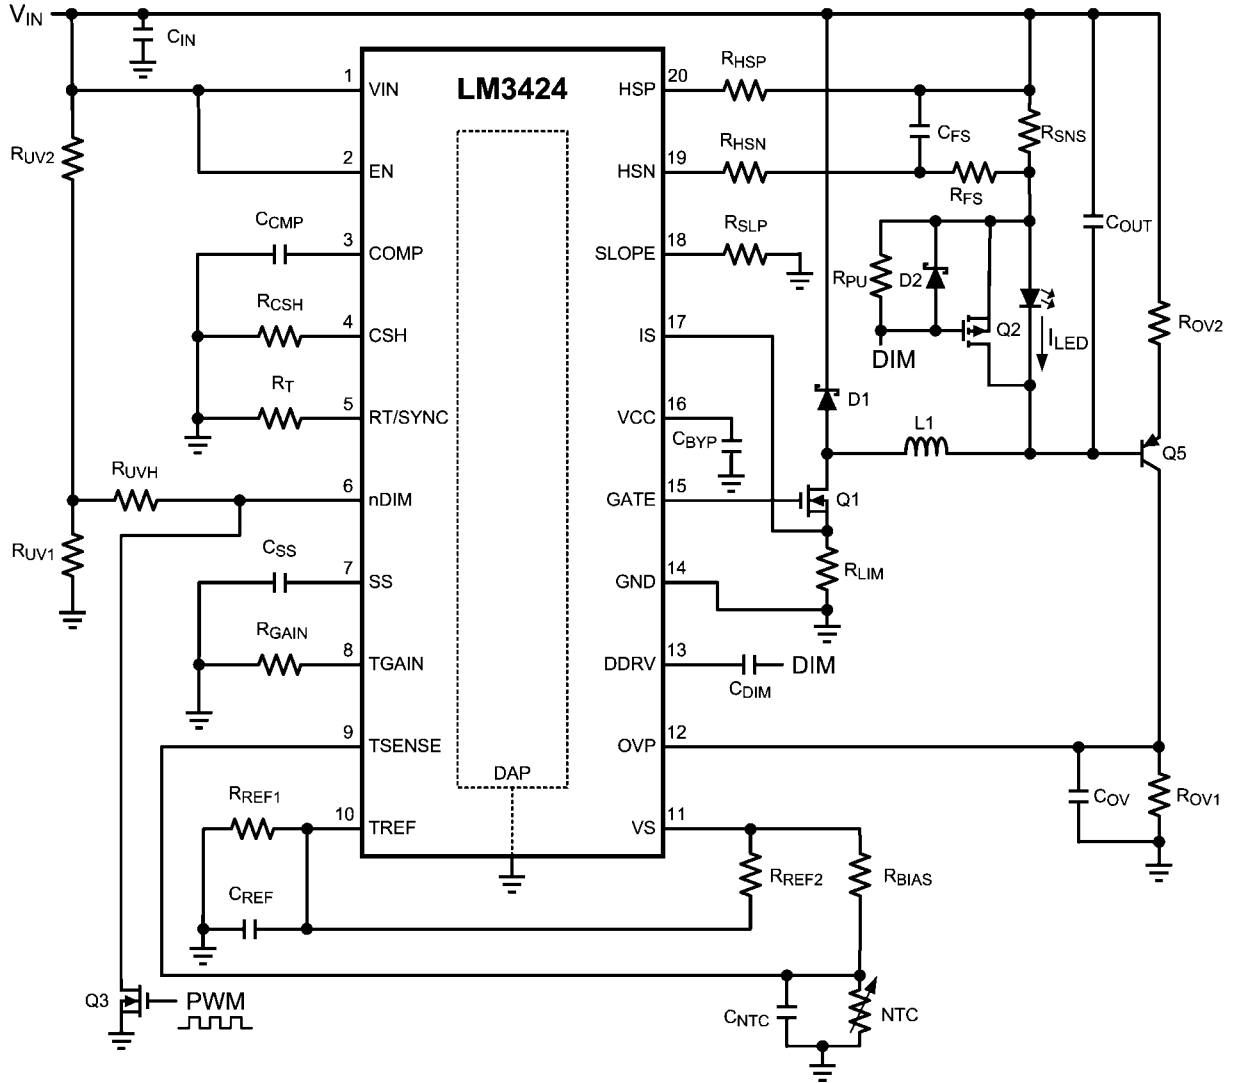 VIN
CIN
LM3424
1 VIN
2 EN
3 COMP
4 CSH
5 RT/SYNC
6 nDIM
7 SS
8 TGAIN
9 TSENSE
10 TREF
20 HSP
19 HSN
18 SLOPE
17 IS
16 VCC
15 GATE
14 GND
13 DDRV
12 OVP
11 VS
DAP
RUV2
CCMP
RCSH
RT
RUVH
RUV1
CSS
RGAIN
RREF1
CREF
Q3
PWM
RHSP
RHSN
CFS
RFS
RSNS
RSLP
RPU
D2
Q2
DIM
ILED
COUT
ROV2
D1
CBYP
L1
Q5
Q1
RLIM
CDIM
DIM
COV
ROV1
RREF2
RBIAS
CNTC
NTC